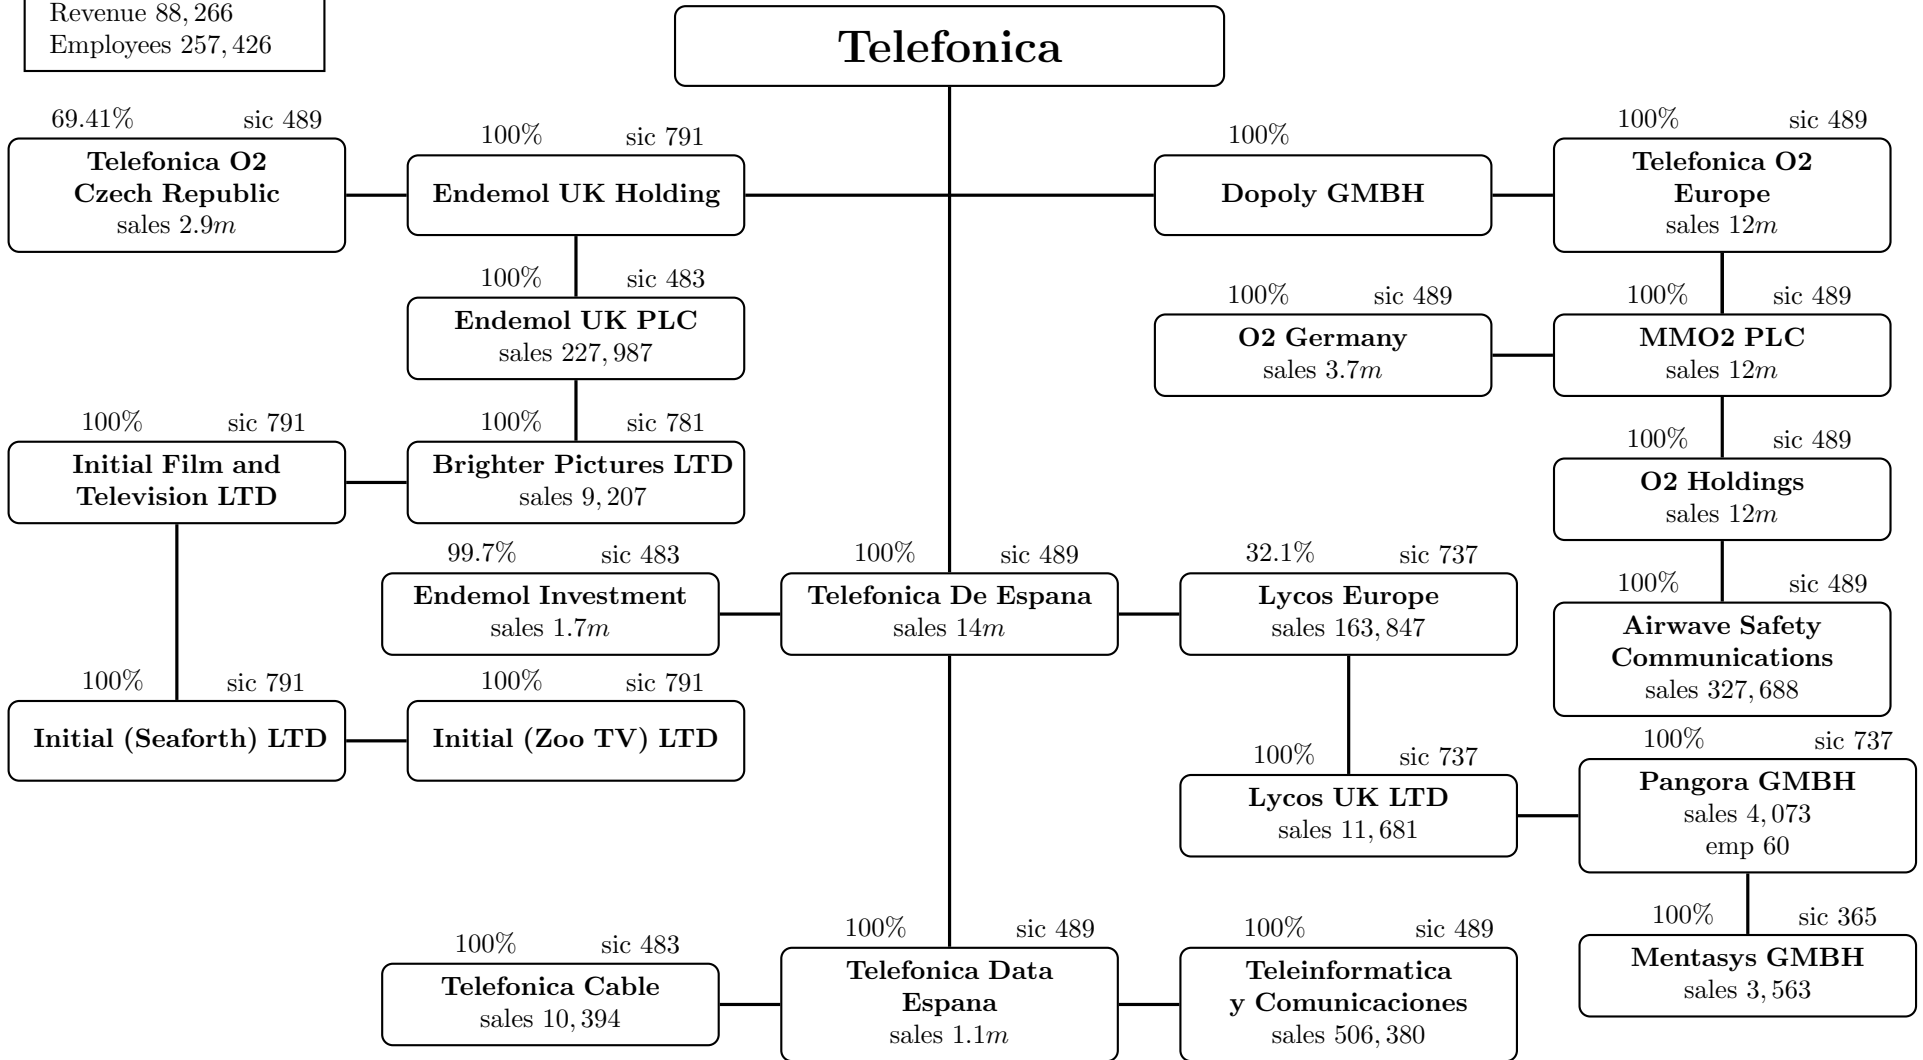 Revenue 88, 266
Employees 257, 426
Telefonica
69.41% sic 489
Telefonica O2
Czech Republic
sales 2.9m
100% sic 791
Endemol UK Holding
100%
Dopoly GMBH
100% sic 489
Telefonica O2
Europe
sales 12m
100% sic 483
Endemol UK PLC
sales 227, 987
100% sic 489
O2 Germany
sales 3.7m
100% sic 489
MMO2 PLC
sales 12m
100% sic 791
Initial Film and
Television LTD
100% sic 781
Brighter Pictures LTD
sales 9, 207
100% sic 489
O2 Holdings
sales 12m
99.7% sic 483
Endemol Investment
sales 1.7m
100% sic 489
Telefonica De Espana
sales 14m
32.1% sic 737
Lycos Europe
sales 163, 847
100% sic 489
Airwave Safety
Communications
sales 327, 688
100% sic 791
Initial (Seaforth) LTD
100% sic 791
Initial (Zoo TV) LTD
100% sic 737
Lycos UK LTD
sales 11, 681
100% sic 737
Pangora GMBH
sales 4, 073
emp 60
100% sic 483
Telefonica Cable
sales 10, 394
100% sic 489
Telefonica Data
Espana
sales 1.1m
100% sic 489
Teleinformatica
y Comunicaciones
sales 506, 380
100% sic 365
Mentasys GMBH
sales 3, 563